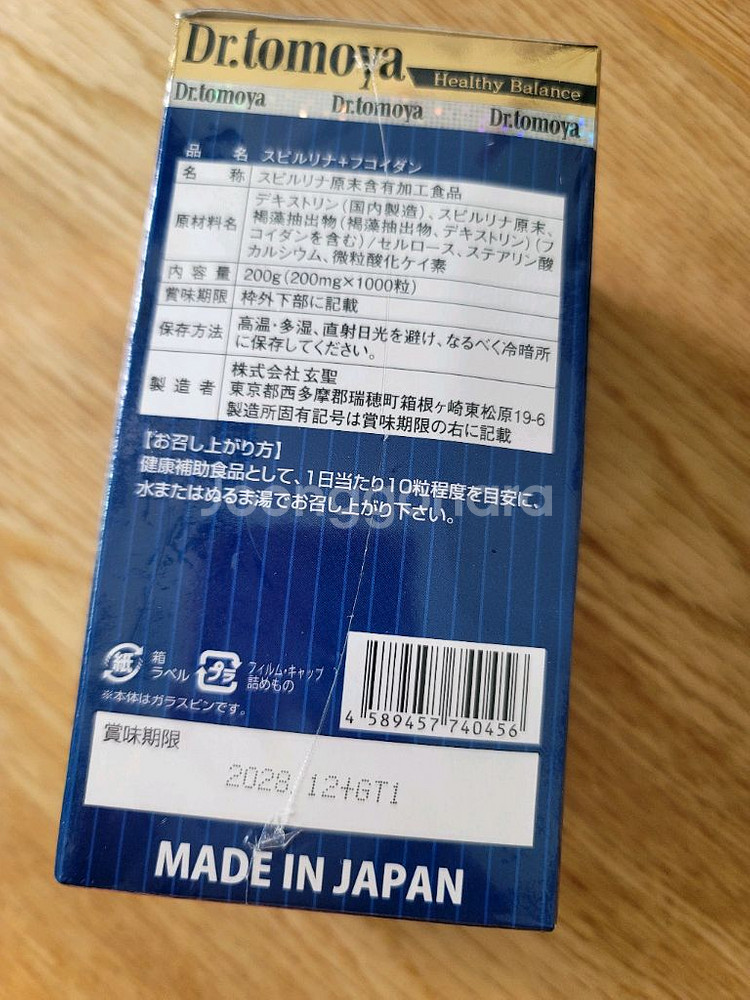 Dr.tomoya
Healthy Balance
Dr.tomoya Dr.tomoya Dr.tomoya
品名 スピルリナ+フコイダン
名称 スピルリナ原末含有加工食品
原材料名 デキストリン(国内製造)、スピルリナ原末、
褐藻抽出物(褐藻抽出物、デキストリン)(フ
コイダンを含む)/セルロース、ステアリン酸
カルシウム、微粒酸化ケイ素
内容量 200g(200mg×1000粒)
賞味期限 枠外下部に記載
保存方法 高温・多湿、直射日光を避け、なるべく冷暗所
に保存してください。
製造者 株式会社玄聖
東京都西多摩郡瑞穂町箱根ヶ崎東松原19-6
製造所固有記号は賞味期限の右に記載
【お召し上がり方】
健康補助食品として、1日当たり10粒程度を目安に、
水またはぬるま湯でお召し上がり下さい。
Joonggonara
紙 箱
ラベル
プラ フィルム・キャップ
詰めもの
※本体はガラスビンです。
4 589457 740456
賞味期限
2028.12+GT1
MADE IN JAPAN